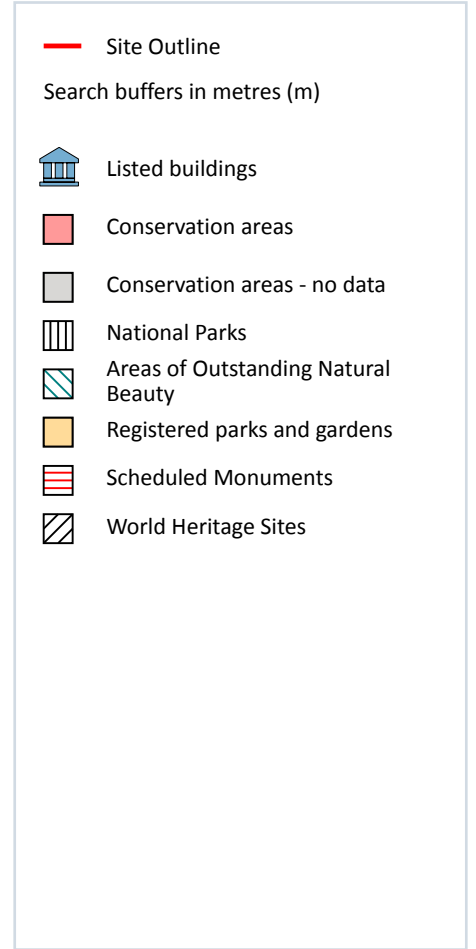 Site Outline
Search buffers in metres (m)
Listed buildings
Conservation areas
Conservation areas - no data
National Parks
Areas of Outstanding Natural
Beauty
Registered parks and gardens
Scheduled Monuments
World Heritage Sites